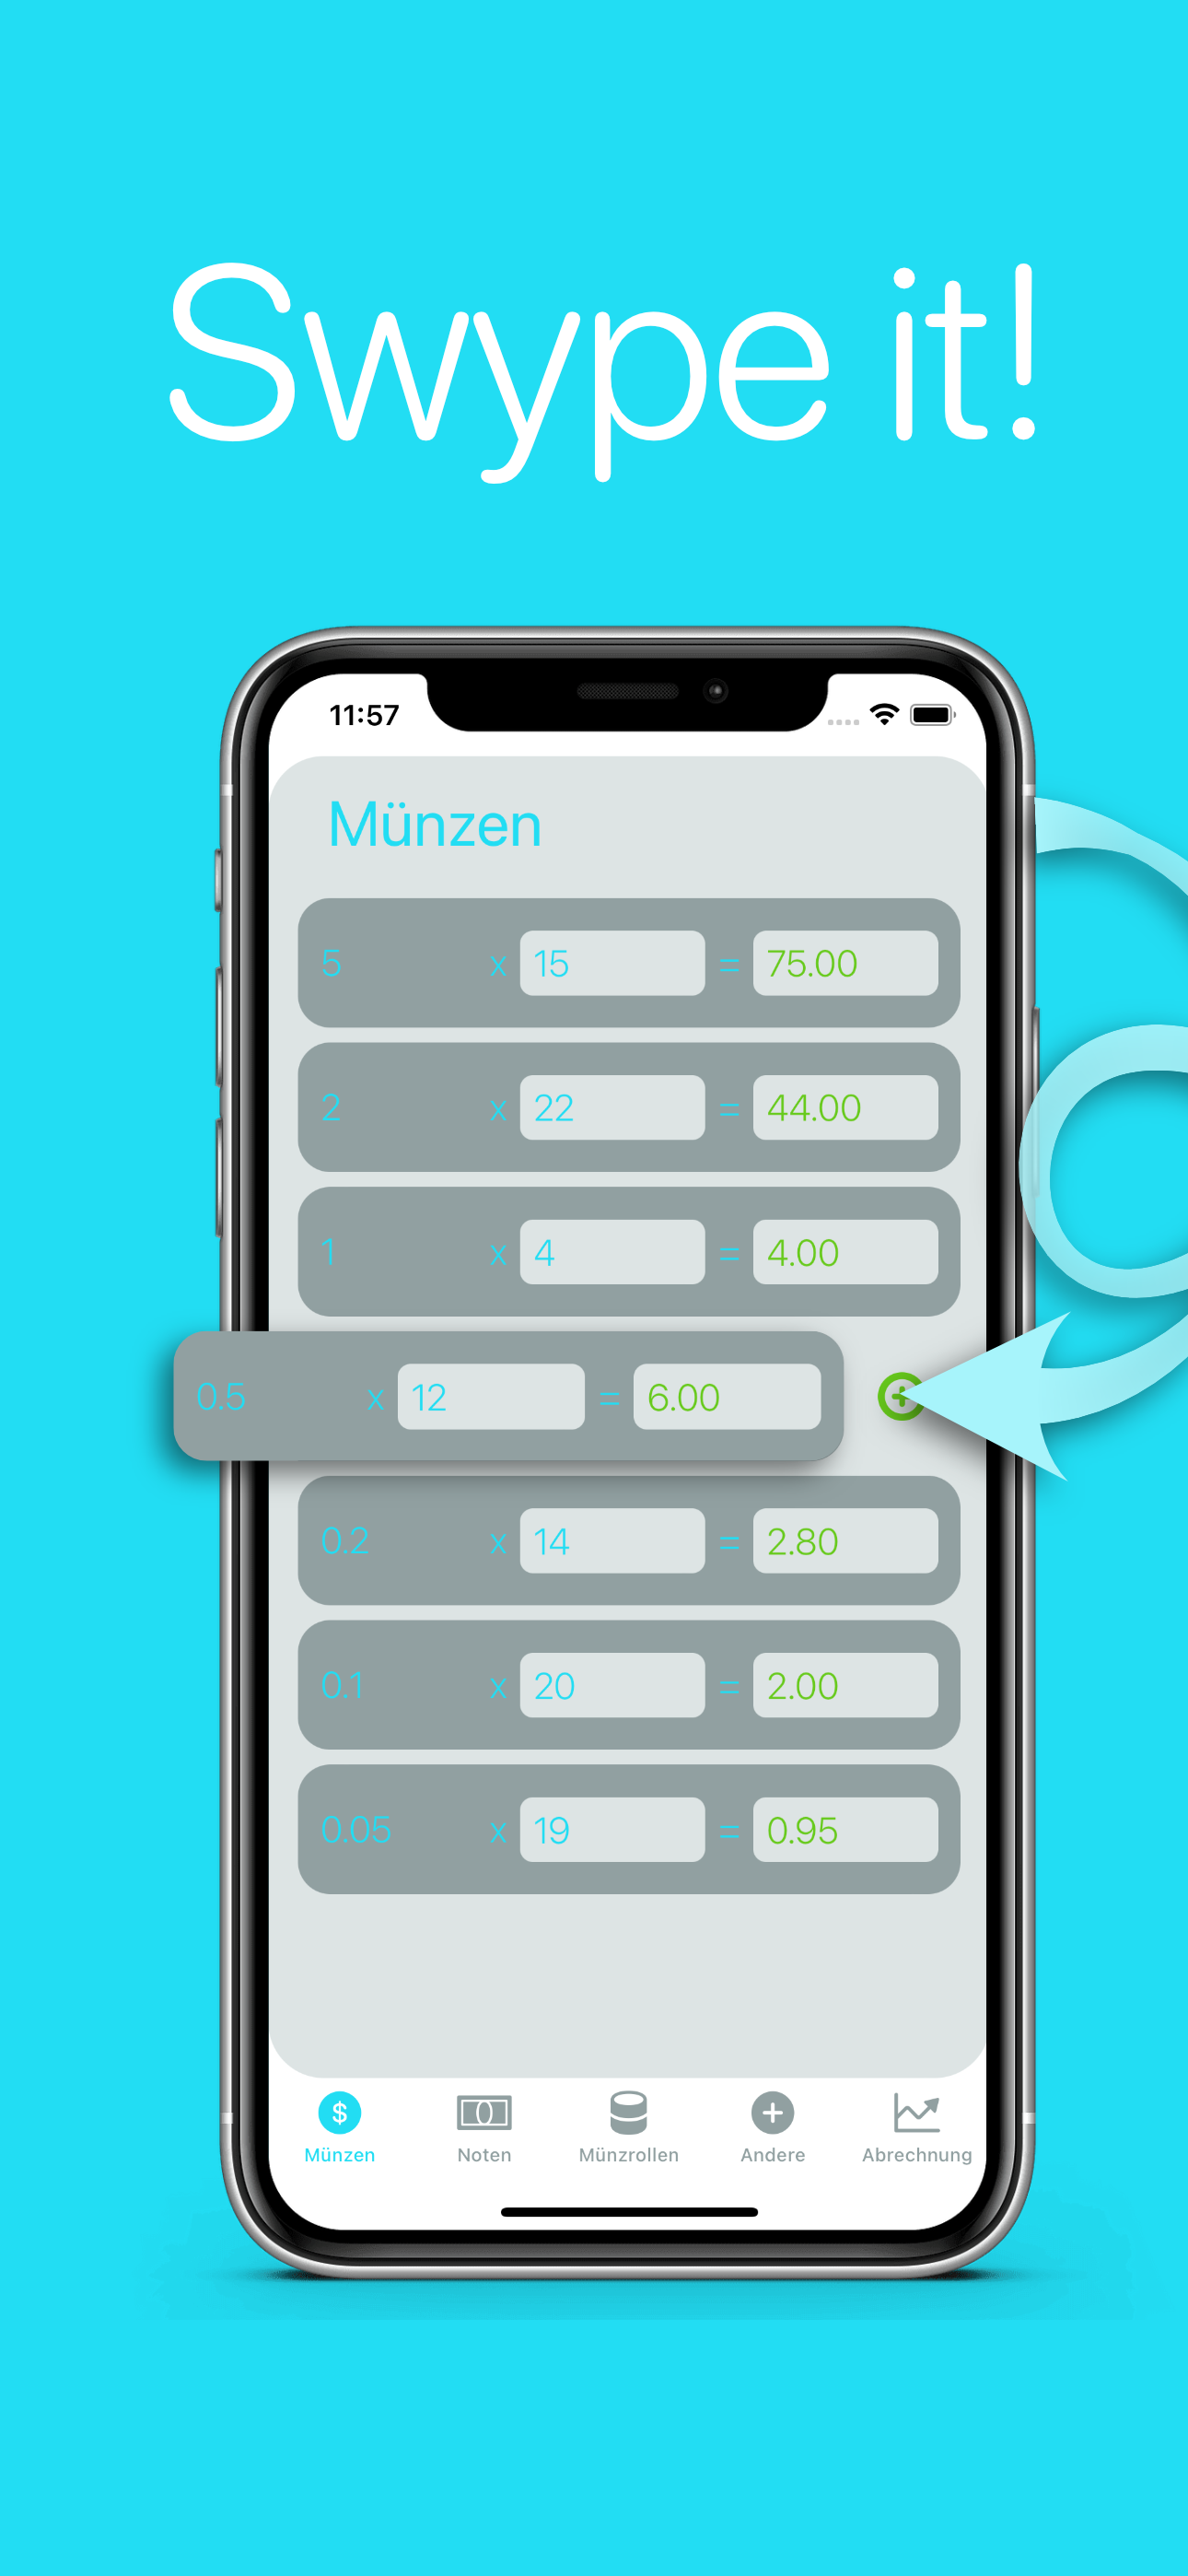 Swype it!
11:57
Münzen
5 x 15 = 75.00
2 x 22 = 44.00
1 x 4 = 4.00
0.5 x 12 = 6.00
0.2 x 14 = 2.80
0.1 x 20 = 2.00
0.05 x 19 = 0.95
$
Münzen Noten Münzrollen Andere Abrechnung